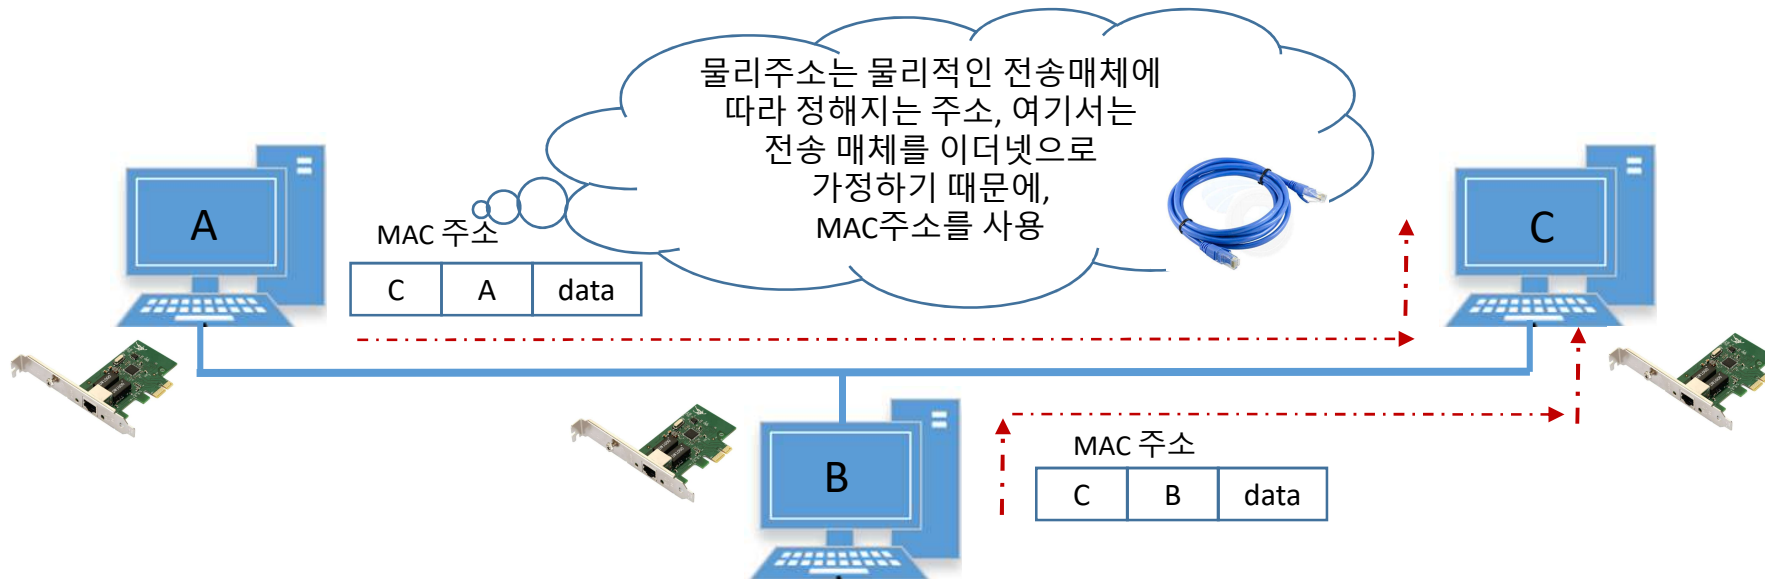 물리주소는 물리적인 전송매체에
따라 정해지는 주소, 여기서는
전송 매체를 이더넷으로
가정하기 때문에,
MAC주소를 사용
A
MAC 주소
C A data
C
B
MAC 주소
C B data